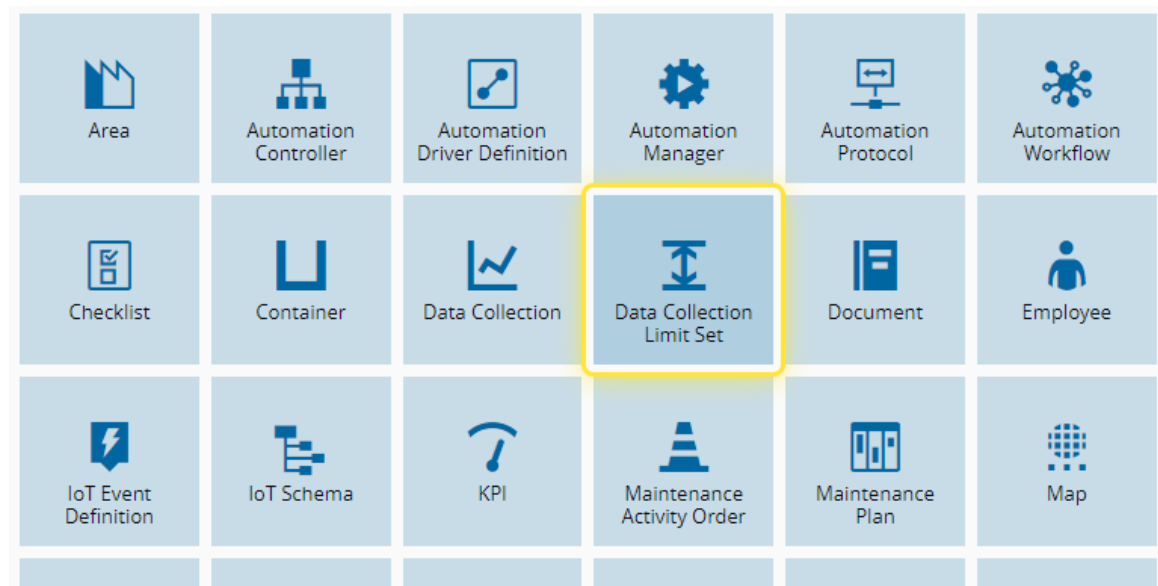 Area
Automation
Controller
Automation
Driver Definition
Automation
Manager
Automation
Protocol
Automation
Workflow
Checklist
Container
Data Collection
Data Collection
Limit Set
Document
Employee
IoT Event
Definition
IoT Schema
KPI
Maintenance
Activity Order
Maintenance
Plan
Map